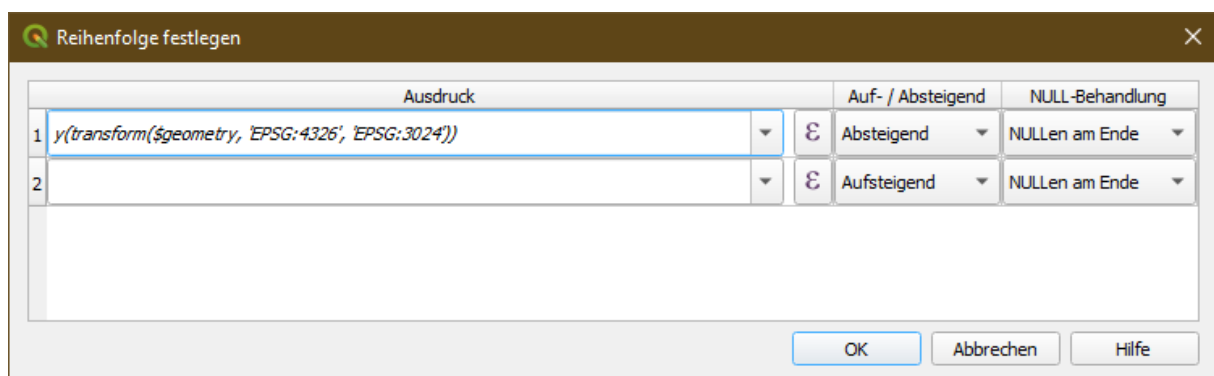 Reihenfolge festlegen
Ausdruck Auf- / Absteigend NULL-Behandlung
1 y(transform($geometry, 'EPSG:4326', 'EPSG:3024')) ε Absteigend NULLen am Ende
2 ε Aufsteigend NULLen am Ende
OK Abbrechen Hilfe